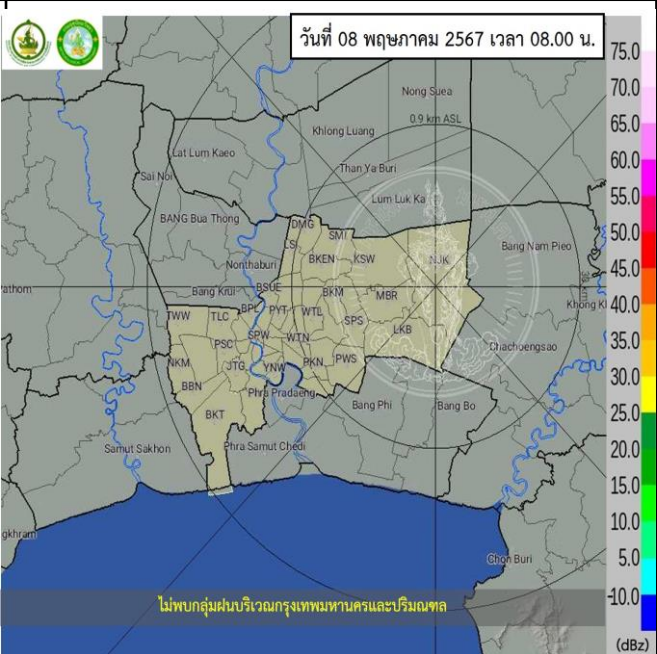 วันที่ 08 พฤษภาคม 2567 เวลา 08.00 น.
75.0
Nong Suea
70.0
0.9 km ASL
65.0
Khlong Luang
Lat Lum Kaeo
Than Ya Buri
60.0
Sai Noi
Lum Luk Ka
55.0
BANG Bua Thong
DMG
SMI
50.0
LSI
Bang Nam Pieo
BKEN
KSW
NJK
45.0
Nonthaburi
athom
Bang Krui
BSUE
BKM
MBR
Khong Kh
40.0
TWW
TLC
BPL
PYT
WTL
SPS
LKB
35.0
PSC
SPW
WTN
Chachoengsao
NKM
JTG
YNW
PKN
PWS
30.0
BBN
Phra Pradaeng
BKT
Bang Phi
Bang Bo
25.0
Samut Sakhon
Phra Samut Chedi
20.0
15.0
gkhram
10.0
Chon Buri
5.0
ไม่พบกลุ่มฝนบริเวณกรุงเทพมหานครและปริมณฑล
-10.0
(dBz)